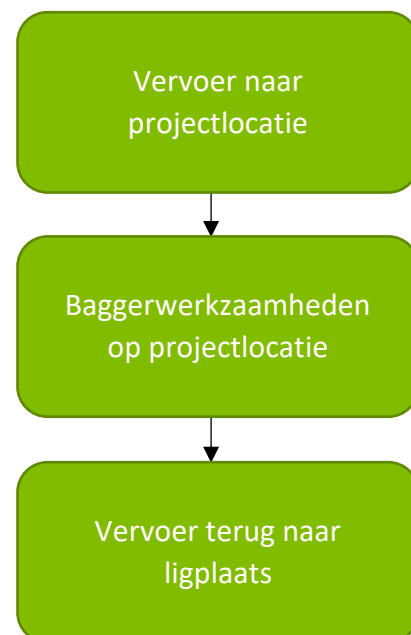 Vervoer naar
projectlocatie
Baggerwerkzaamheden
op projectlocatie
Vervoer terug naar
ligplaats